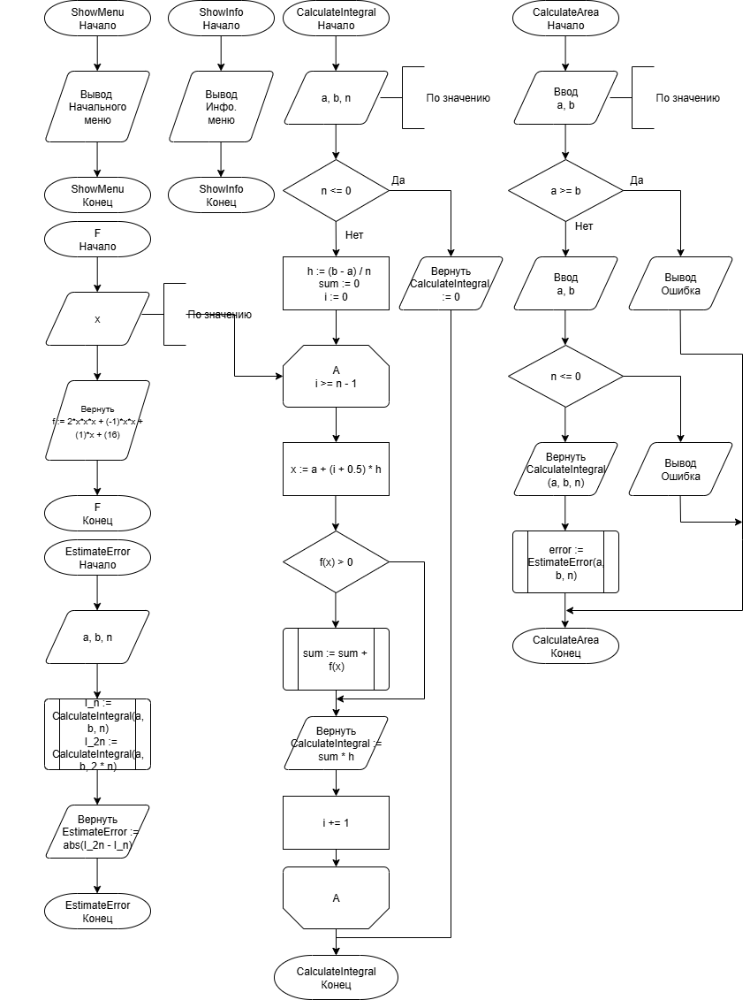 ShowMenu
Начало
Вывод
Начального
меню
ShowMenu
Конец
ShowInfo
Начало
Вывод
Инфо.
меню
ShowInfo
Конец
F
Начало
x
По значению
Вернуть
f := 2*x*x*x + (-1)*x*x +
(1)*x + (16)
F
Конец
EstimateError
Начало
a, b, n
I_n :=
CalculateIntegral(a,
b, n)
I_2n :=
CalculateIntegral(a,
b, 2 * n)
Вернуть
EstimateError :=
abs(I_2n - I_n)
EstimateError
Конец
CalculateIntegral
Начало
a, b, n
По значению
n <= 0
Да
Нет
h := (b - a) / n
sum := 0
i := 0
Вернуть
CalculateIntegral
:= 0
A
i >= n - 1
x := a + (i + 0.5) * h
f(x) > 0
sum := sum +
f(x)
Вернуть
CalculateIntegral :=
sum * h
i += 1
A
CalculateIntegral
Конец
CalculateArea
Начало
Ввод
a, b
По значению
a >= b
Да
Нет
Ввод
a, b
Вывод
Ошибка
n <= 0
Вернуть
CalculateIntegral
(a, b, n)
Вывод
Ошибка
error :=
EstimateError(a,
b, n)
CalculateArea
Конец